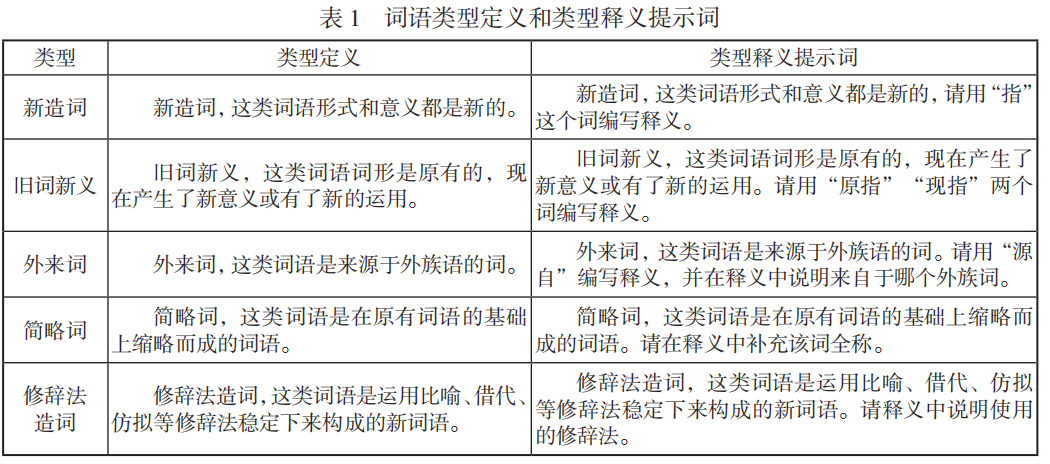 表1 词语类型定义和类型释义提示词
类型 类型定义 类型释义提示词
新造词
新造词，这类词语形式和意义都是新的。
新造词，这类词语形式和意义都是新的，请用“指”
这个词编写释义。
旧词新义
旧词新义，这类词语词形是原有的，现
在产生了新意义或有了新的运用。
旧词新义，这类词语词形是原有的，现在产生了
新意义或有了新的运用。请用“原指”“现指”两个
词编写释义。
外来词
外来词，这类词语是来源于外族语的词。
外来词，这类词语是来源于外族语的词。请用“源
自”编写释义，并在释义中说明来自于哪个外族词。
简略词
简略词，这类词语是在原有词语的基础
上缩略而成的词语。
简略词，这类词语是在原有词语的基础上缩略而
成的词语。请在释义中补充该词全称。
修辞法
造词
修辞法造词，这类词语是运用比喻、借代、
仿拟等修辞法稳定下来构成的新词语。
修辞法造词，这类词语是运用比喻、借代、仿拟
等修辞法稳定下来构成的新词语。请释义中说明使用
的修辞法。